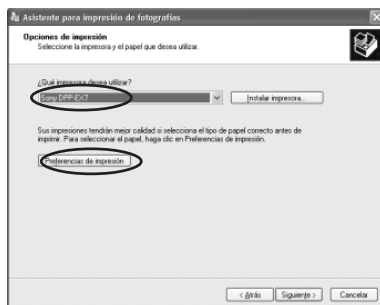 Asistente para impresión de fotografías
Opciones de impresión
Seleccione la impresora y el papel que desea utilizar.
¿Qué impresora desea utilizar?
Sony DPP-EX7
Instalar impresora...
Sus impresiones tendrán mejor calidad si selecciona el tipo de papel correcto antes de
imprimir. Para seleccionar el papel, haga clic en Preferencias de impresión.
Preferencias de impresión
< Atrás
Siguiente >
Cancelar